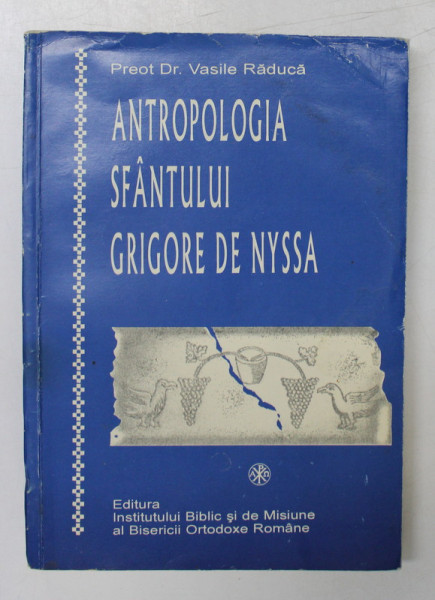 Preot Dr. Vasile Răducă
ANTROPOLOGIA
SFÂNTULUI
GRIGORE DE NYSSA
Editura
Institutului Biblic şi de Misiune
al Bisericii Ortodoxe Române